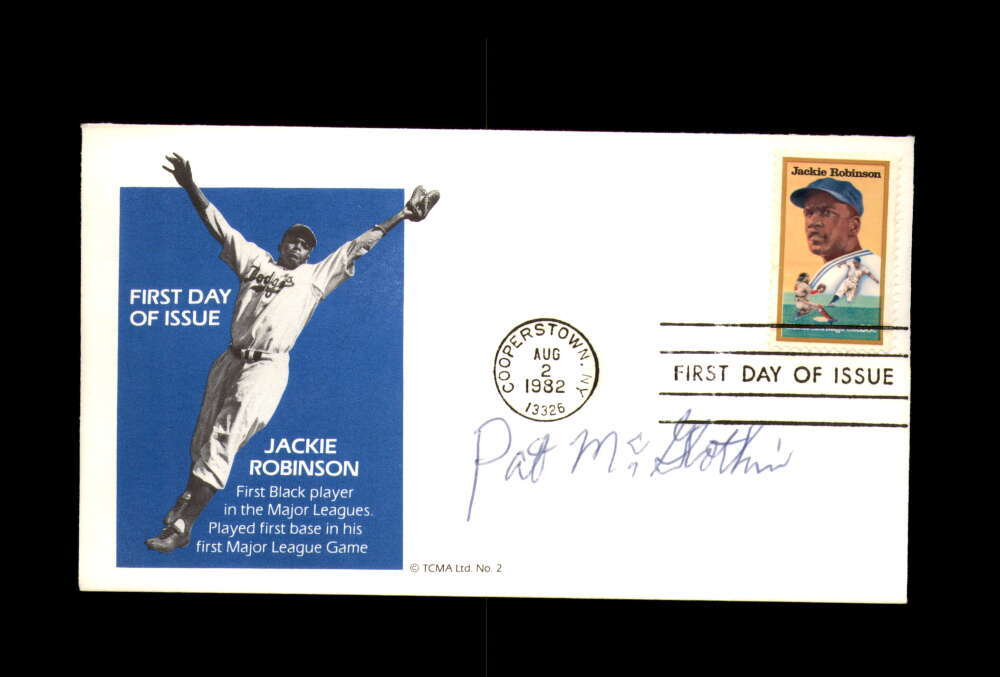 Jackie Robinson
FIRST DAY
OF ISSUE
Dodgers
COOPERSTOWN, NY
AUG
2
1982
13326
FIRST DAY OF ISSUE
Pat McGlothin
JACKIE
ROBINSON
First Black player
in the Major Leagues.
Played first base in his
first Major League Game
© TCMA Ltd. No. 2